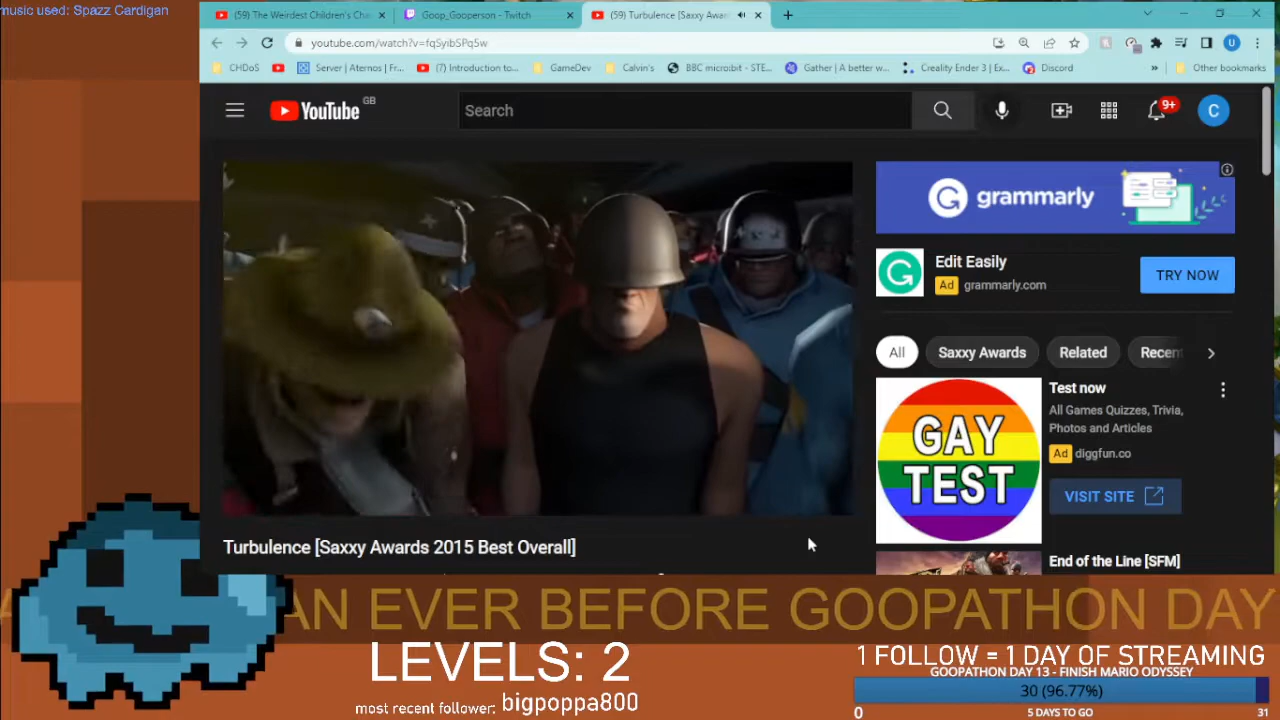 music used: Spazz Cardigan
(59) The Weirdest Children's Cha
Goop_Gooperson - Twitch
(59) Turbulence [Saxxy Awar
youtube.com/watch?v=fqSyibSPq5w
CHDoS
Server | Aternos | Fr...
(7) Introduction to...
GameDev
Calvin's
BBC micro:bit - STE...
Gather | A better w...
Creality Ender 3 | Ex...
Discord
»
Other bookmarks
YouTube GB
Search
9+
C
U
grammarly
Edit Easily
Ad grammarly.com
TRY NOW
All
Saxxy Awards
Related
Recen
GAY
TEST
Test now
All Games Quizzes, Trivia,
Photos and Articles
Ad diggfun.co
VISIT SITE
Turbulence [Saxxy Awards 2015 Best Overall]
End of the Line [SFM]
AN EVER BEFORE GOOPATHON DAY
LEVELS: 2
most recent follower: bigpoppa800
1 FOLLOW = 1 DAY OF STREAMING
GOOPATHON DAY 13 - FINISH MARIO ODYSSEY
30 (96.77%)
0
5 DAYS TO GO
31